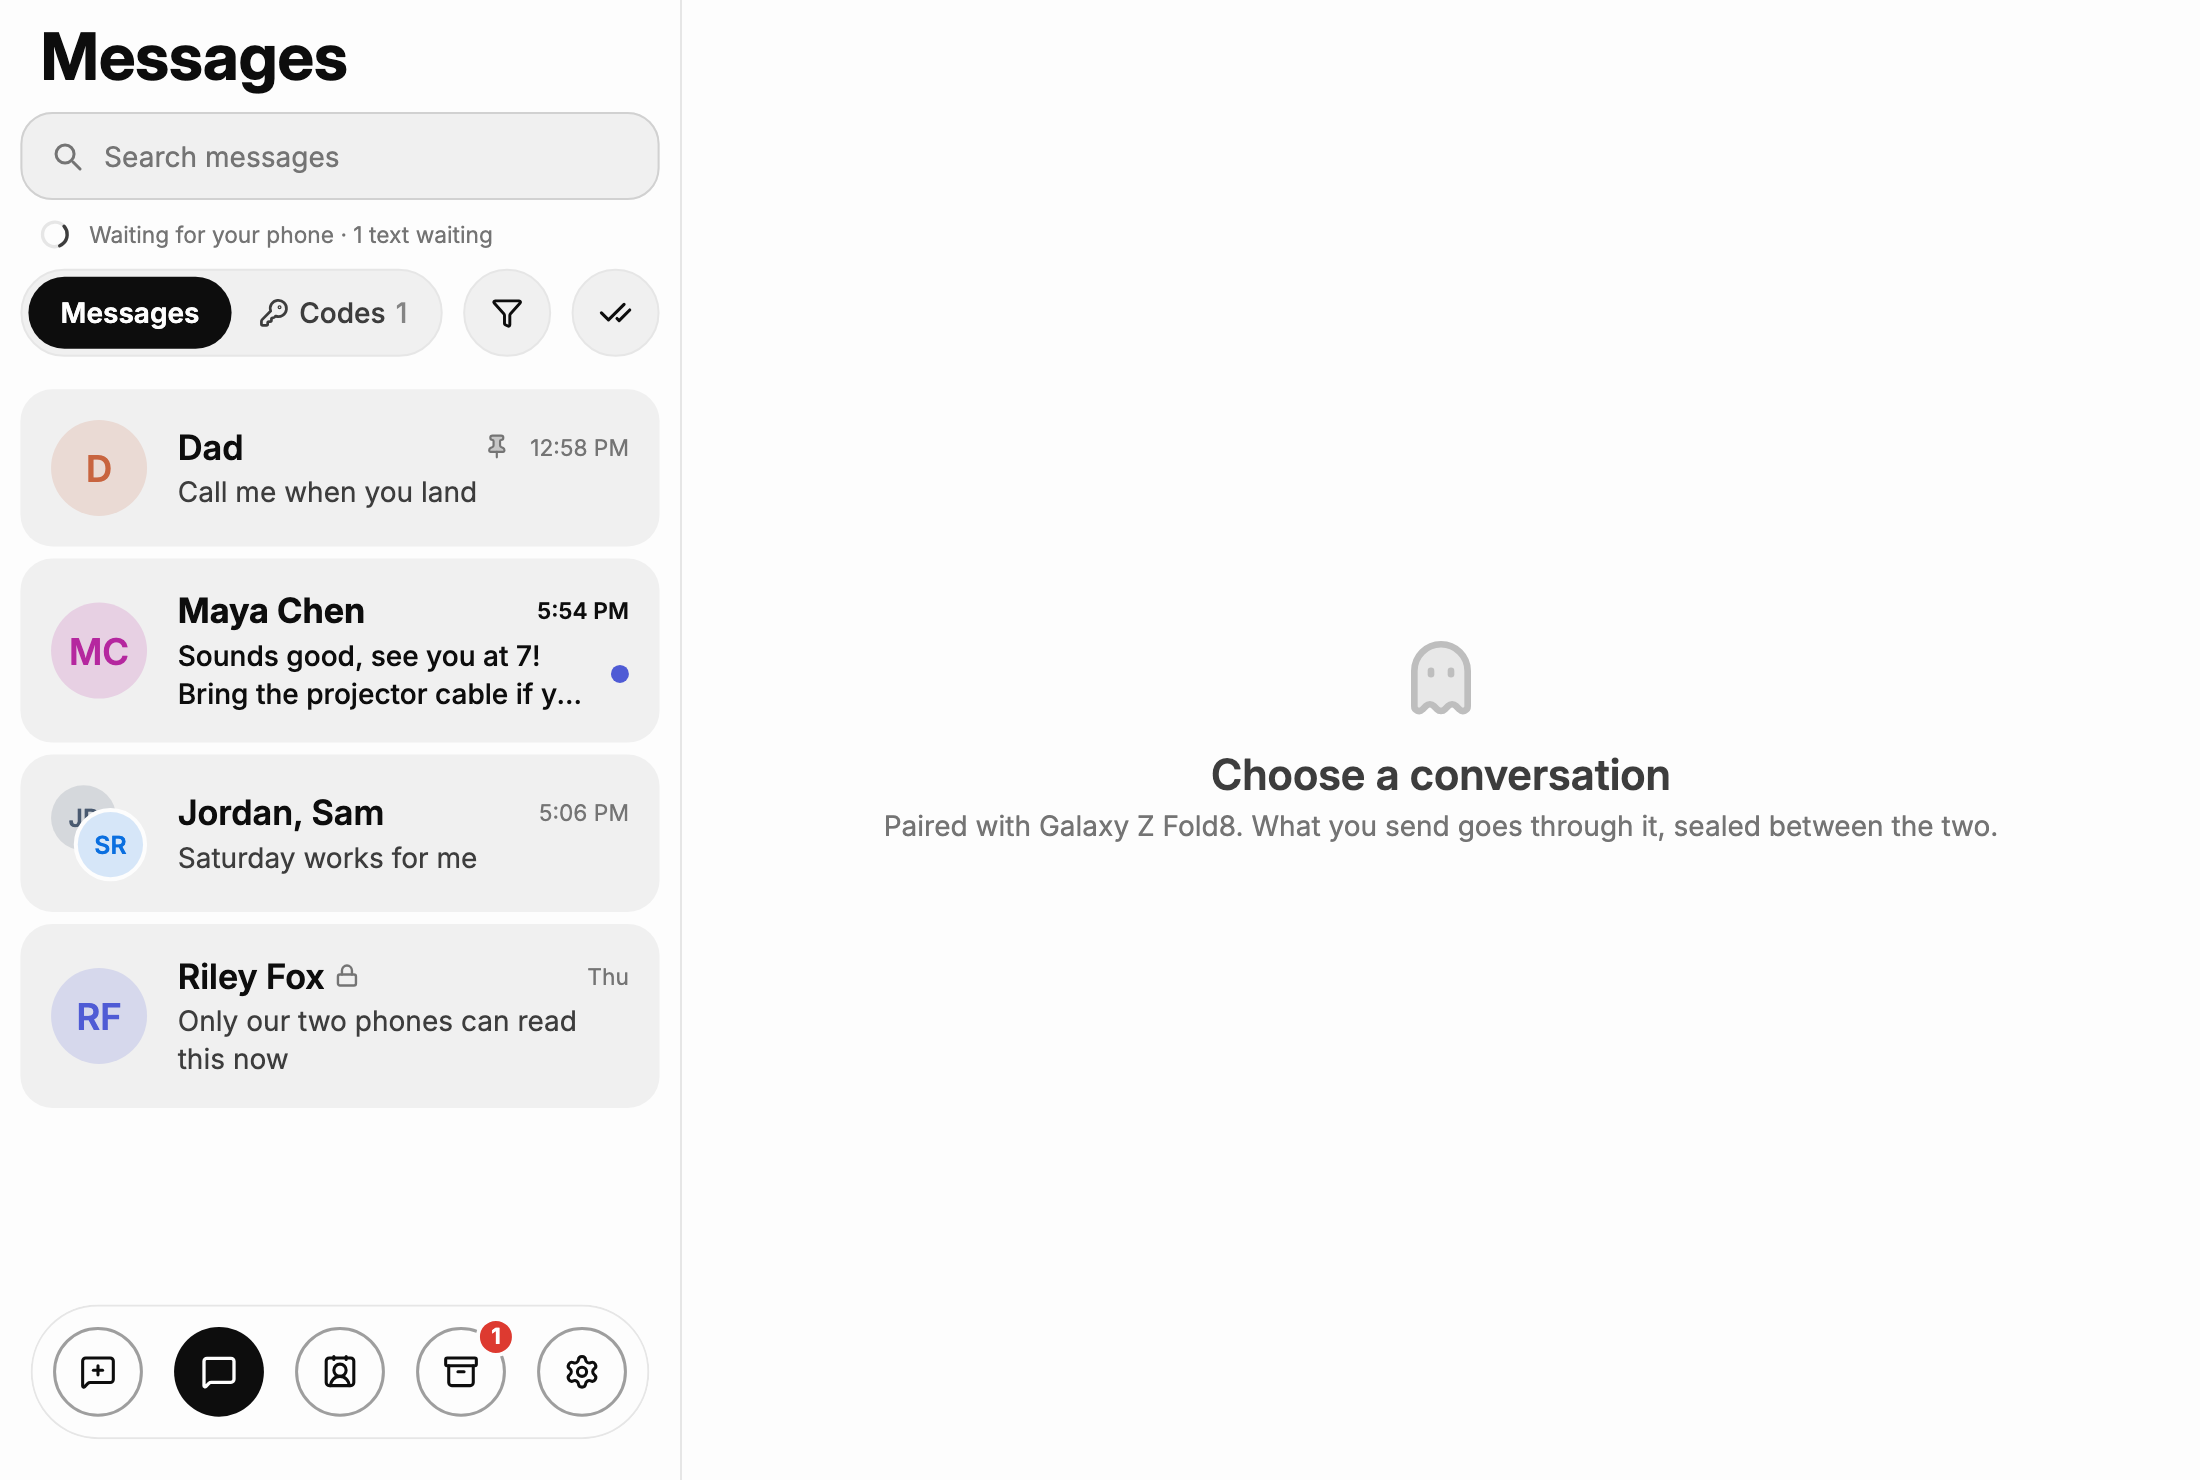 Messages
Search messages
Waiting for your phone · 1 text waiting
Messages
Codes 1
D
Dad
12:58 PM
Call me when you land
MC
Maya Chen
5:54 PM
Sounds good, see you at 7!
Bring the projector cable if y...
SR
Jordan, Sam
5:06 PM
Saturday works for me
RF
Riley Fox
Thu
Only our two phones can read
this now
1
Choose a conversation
Paired with Galaxy Z Fold8. What you send goes through it, sealed between the two.